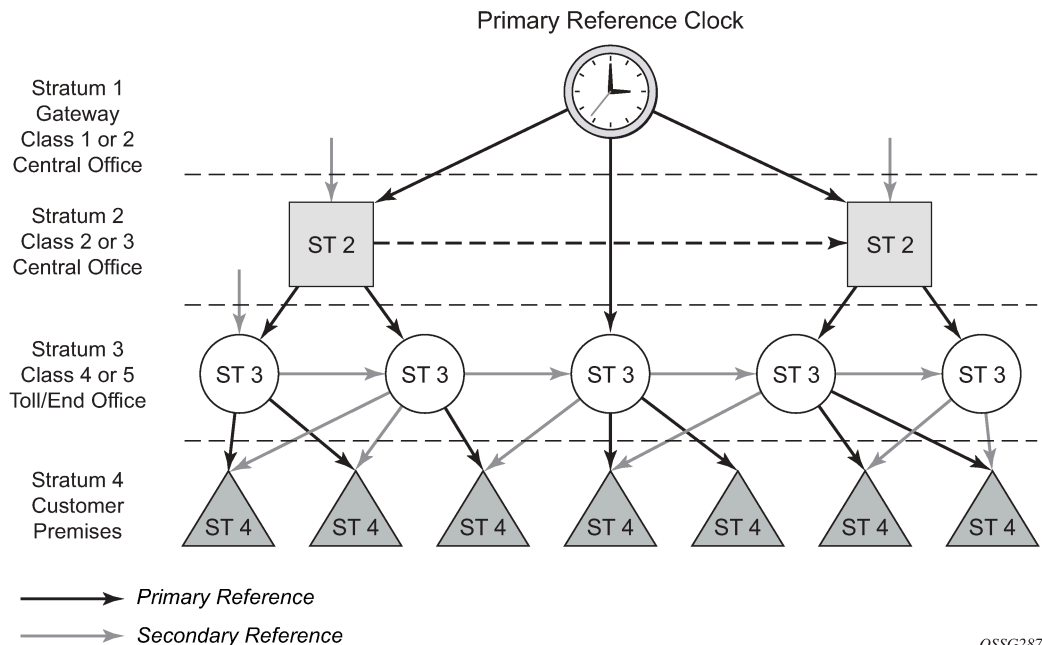 Primary Reference Clock
Stratum 1
Gateway
Class 1 or 2
Central Office
Stratum 2
Class 2 or 3
Central Office
ST 2
ST 2
Stratum 3
Class 4 or 5
Toll/End Office
ST 3
ST 3
ST 3
ST 3
ST 3
Stratum 4
Customer
Premises
ST 4
ST 4
ST 4
ST 4
ST 4
ST 4
ST 4
Primary Reference
Secondary Reference
OSSG287